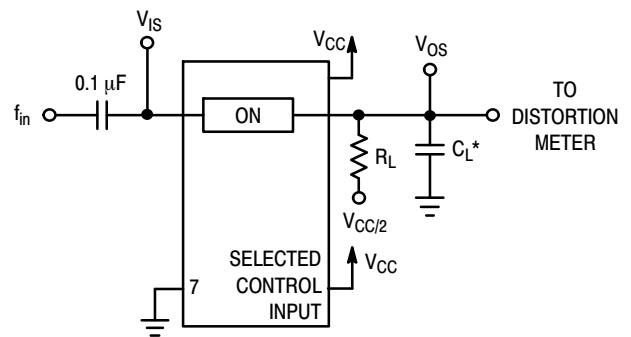 V_IS
V_CC
V_OS
0.1 μF
f_in
ON
TO
DISTORTION
METER
R_L
C_L*
V_CC/2
SELECTED
CONTROL
INPUT
V_CC
7